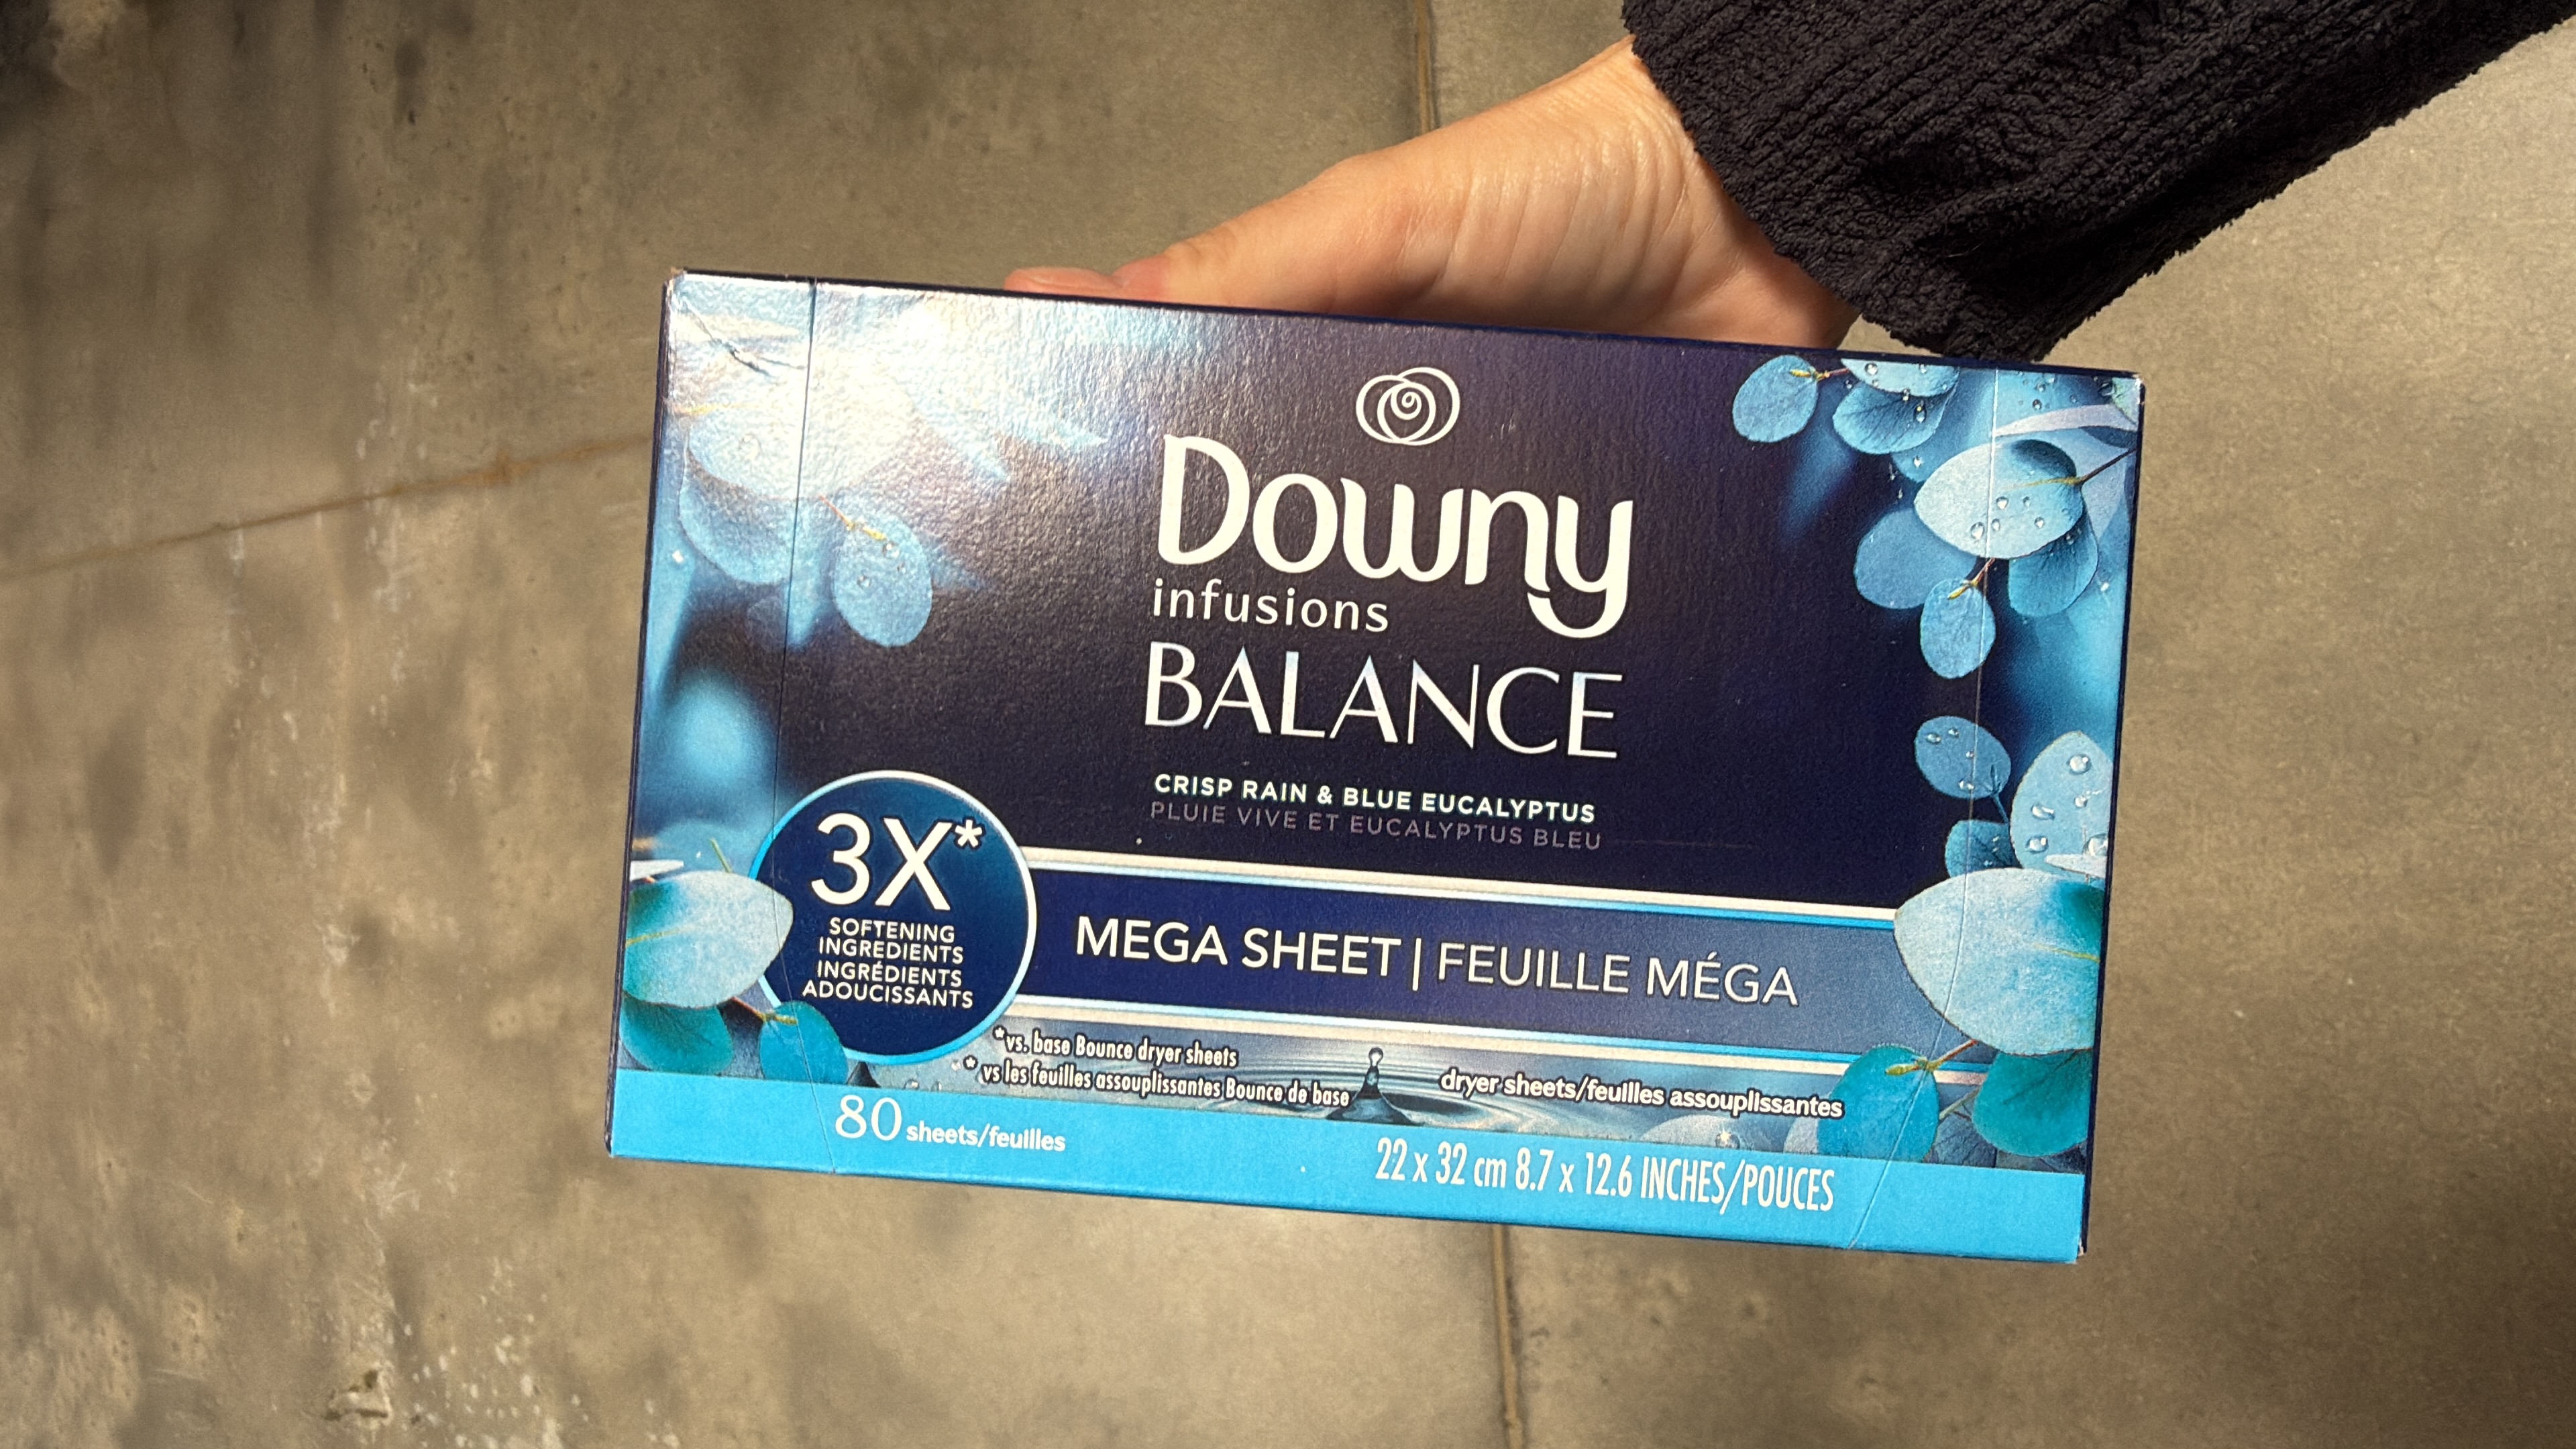 Downy
infusions
BALANCE
CRISP RAIN & BLUE EUCALYPTUS
PLUIE VIVE ET EUCALYPTUS BLEU
3X*
SOFTENING
INGREDIENTS
INGRÉDIENTS
ADOUCISSANTS
MEGA SHEET | FEUILLE MÉGA
*vs. base Bounce dryer sheets
*vs les feuilles assouplissantes Bounce de base
dryer sheets/feuilles assouplissantes
80 sheets/feuilles
22 x 32 cm 8.7 x 12.6 INCHES/POUCES